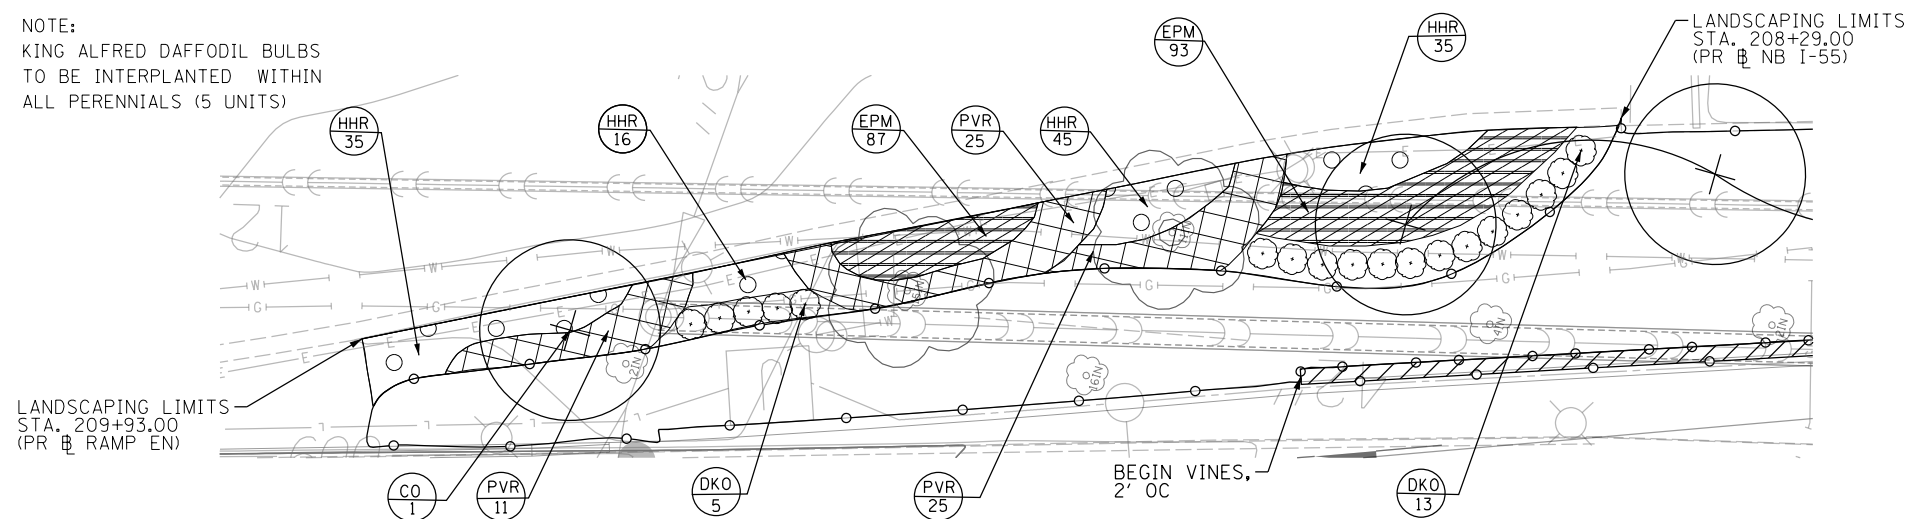 NOTE:
KING ALFRED DAFFODIL BULBS
TO BE INTERPLANTED WITHIN
ALL PERENNIALS (5 UNITS)
HHR
35
HHR
16
EPM
87
PVR
25
HHR
45
EPM
93
HHR
35
LANDSCAPING LIMITS
STA. 208+29.00
(PR ℄ NB I-55)
LANDSCAPING LIMITS
STA. 209+93.00
(PR ℄ RAMP EN)
CO
1
PVR
11
DKO
5
PVR
25
BEGIN VINES,
2' OC
DKO
13
W
W
W
W
G
G
G
E
E
E
21N
16IN
4IN